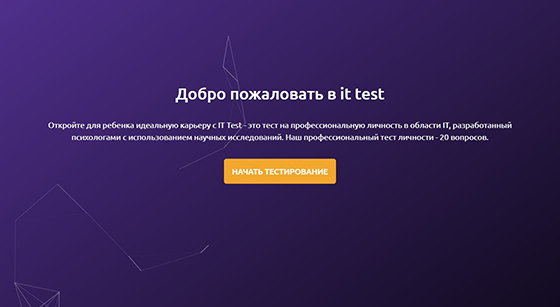 Добро пожаловать в it test
Откройте для ребенка идеальную карьеру с IT Test - это тест на профессиональную личность в области IT, разработанный
психологами с использованием научных исследований. Наш профессиональный тест личности - 20 вопросов.
НАЧАТЬ ТЕСТИРОВАНИЕ